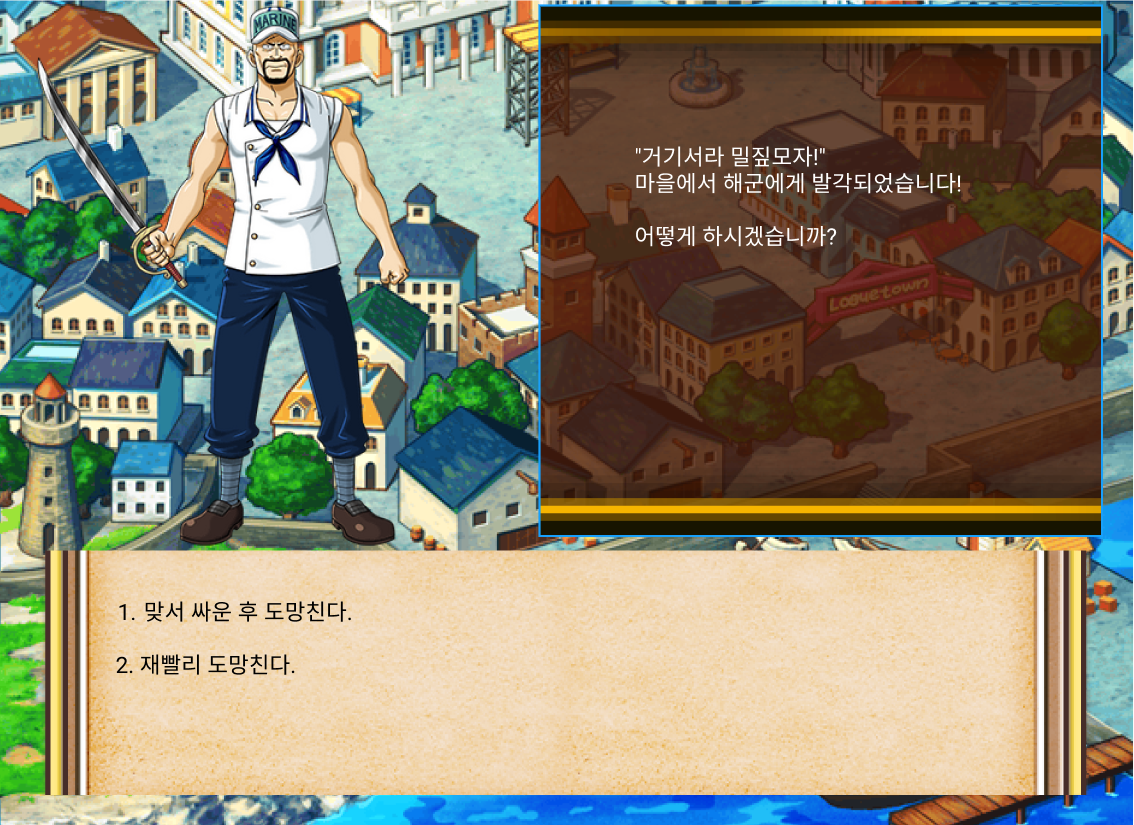 MARINE
"거기서라 밀짚모자!"
마을에서 해군에게 발각되었습니다!
어떻게 하시겠습니까?
Loguetown
1. 맞서 싸운 후 도망친다.
2. 재빨리 도망친다.